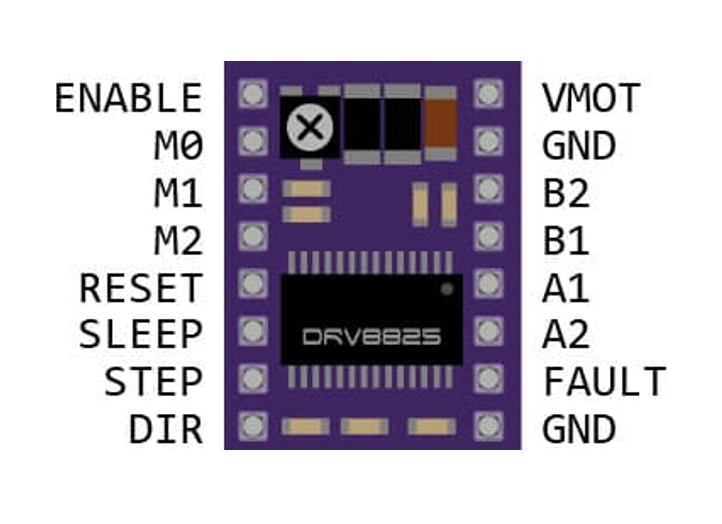 ENABLE
M0
M1
M2
RESET
SLEEP
STEP
DIR
DRV8825
VMOT
GND
B2
B1
A1
A2
FAULT
GND